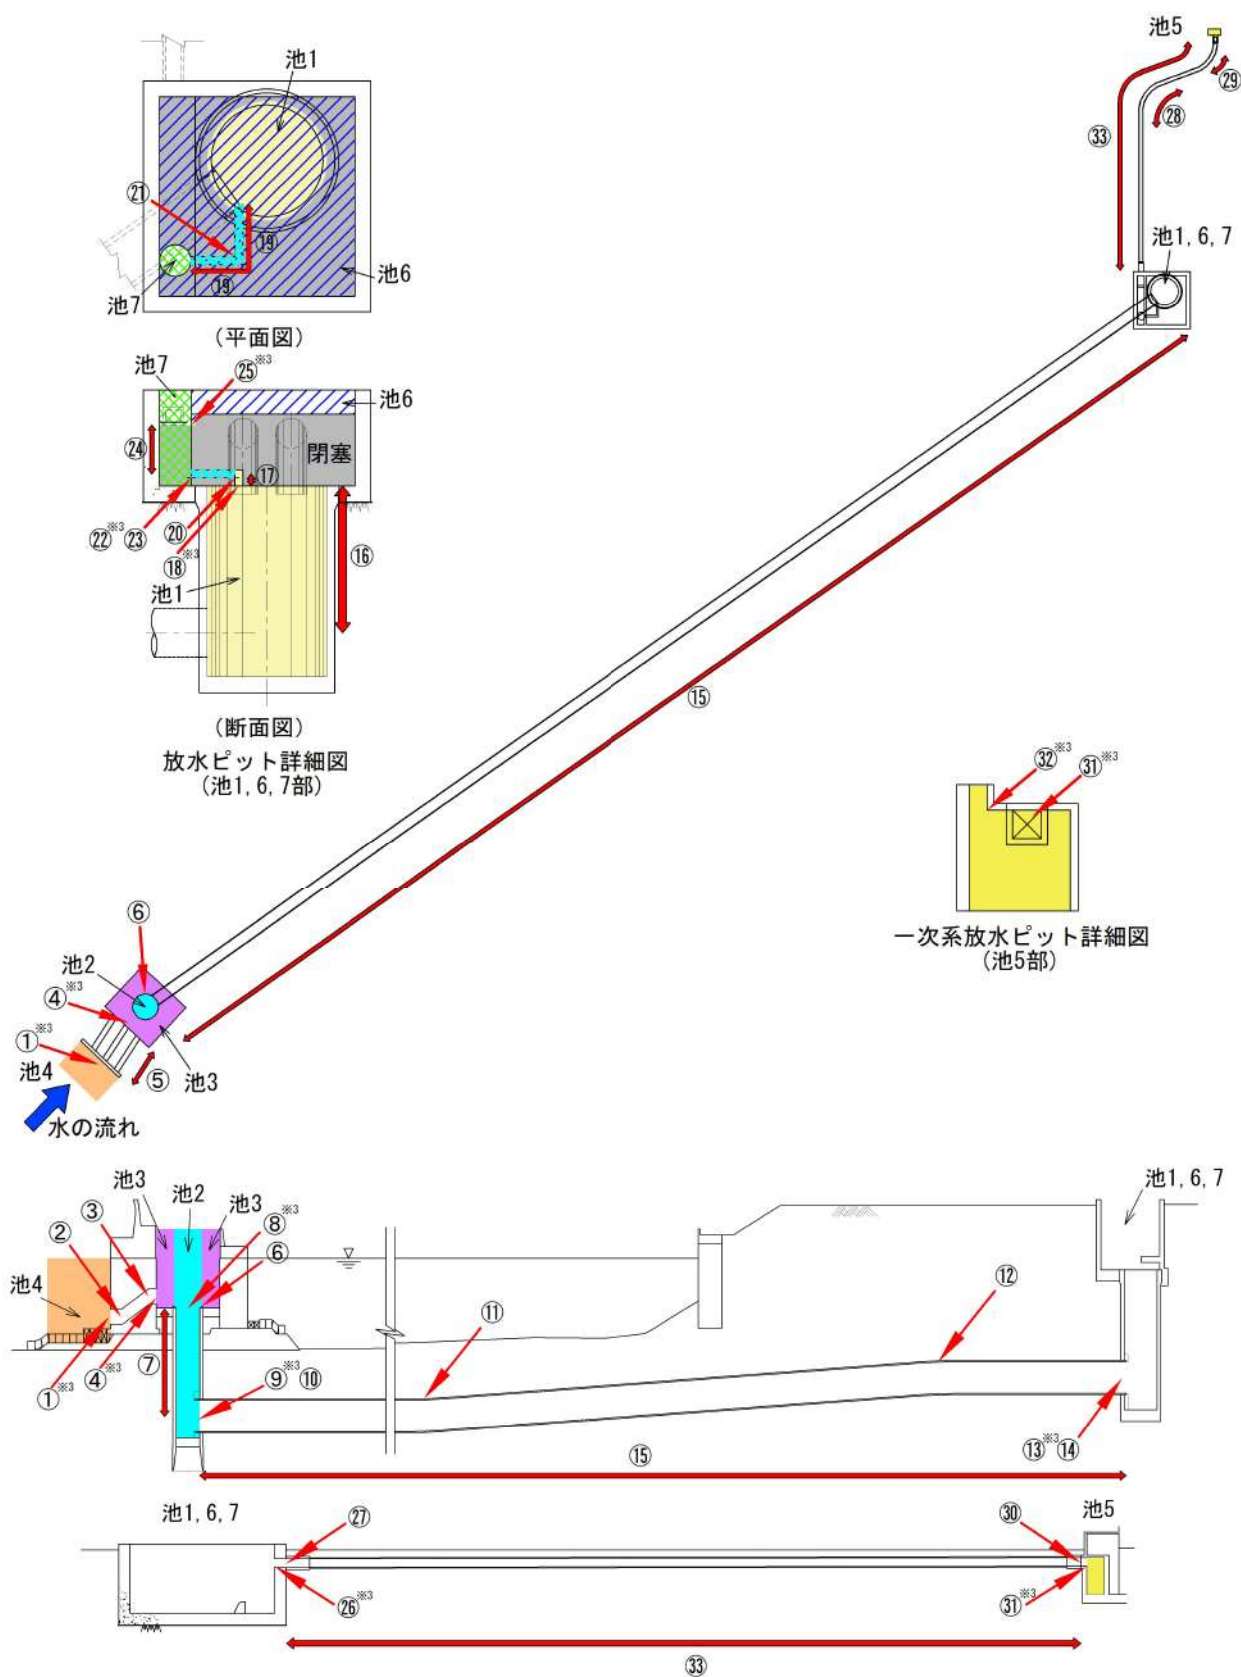 池1
㉑
⑲
⑲
池7
池6
(平面図)
池7
㉕※3
池6
㉔
閉塞
⑰
㉒※3 ㉓
⑳
⑱※3
⑯
池1
(断面図)
放水ピット詳細図
(池1, 6, 7部)
池5
㉙
㉘
㉝
池1, 6, 7
⑮
㉜※3
㉛※3
一次系放水ピット詳細図
(池5部)
⑥
池2
④※3
①※3
池4
⑤
池3
水の流れ
池3
池2
池3
③
②
⑧※3
⑥
池4
池1, 6, 7
⑪
⑫
⑦
①※3
④※3
⑨※3 ⑩
⑬※3 ⑭
⑮
池1, 6, 7
㉗
㉚
池5
㉖※3
㉛※3
㉝